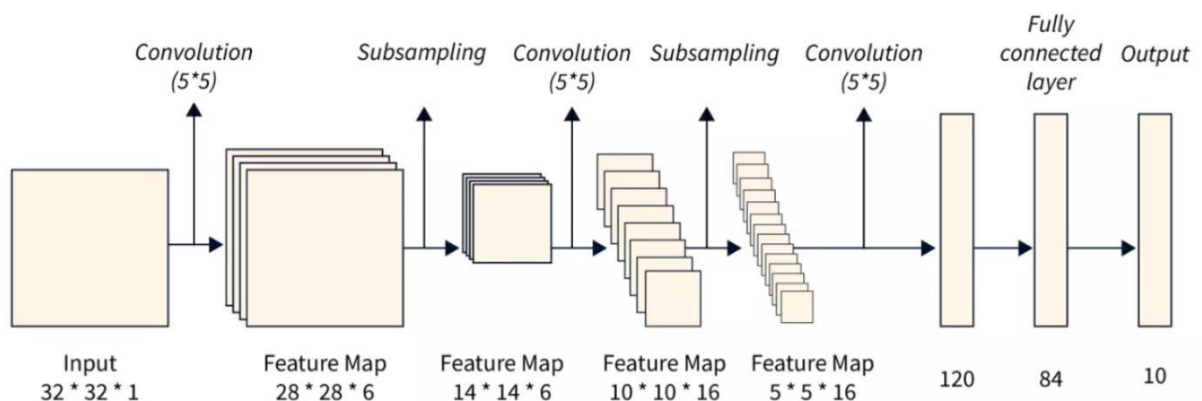 Convolution
(5*5)
Subsampling
Convolution
(5*5)
Subsampling
Convolution
(5*5)
Fully
connected
layer
Output
Input
32 * 32 * 1
Feature Map
28 * 28 * 6
Feature Map
14 * 14 * 6
Feature Map
10 * 10 * 16
Feature Map
5 * 5 * 16
120
84
10